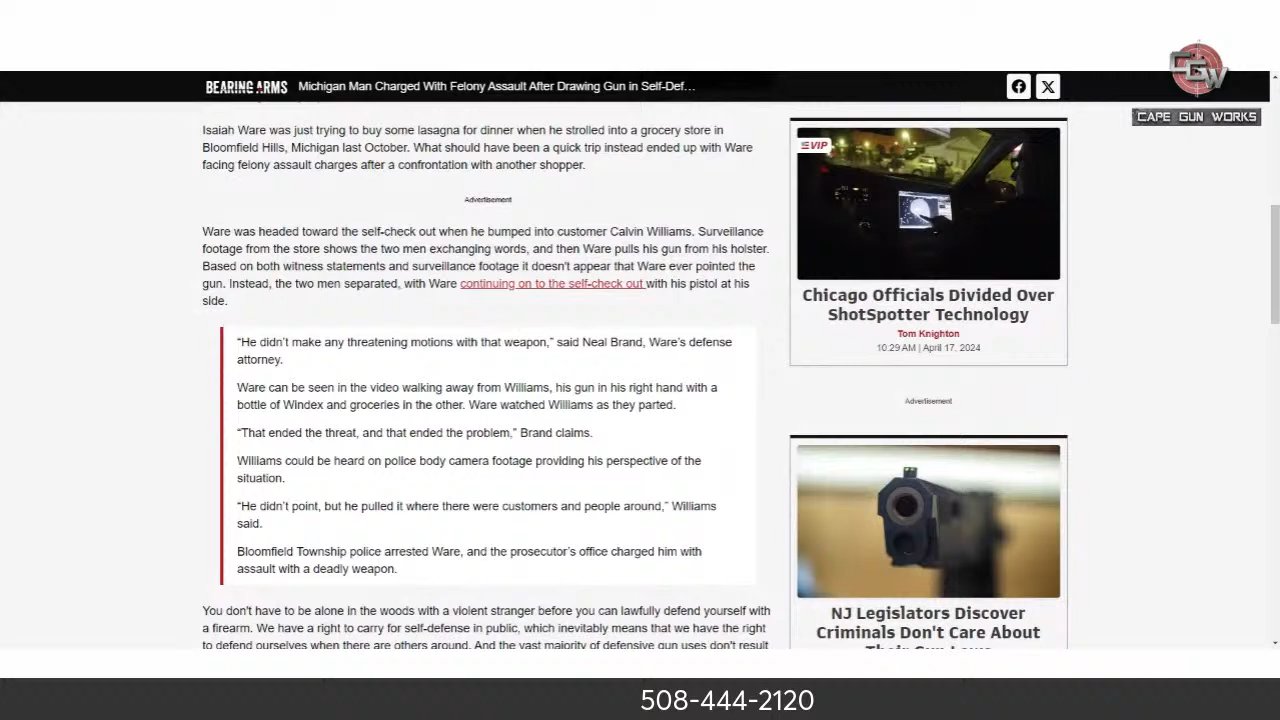 BEARING ARMS
Michigan Man Charged With Felony Assault After Drawing Gun in Self-Def...
CGW
CAPE GUN WORKS
Isaiah Ware was just trying to buy some lasagna for dinner when he strolled into a grocery store in
Bloomfield Hills, Michigan last October. What should have been a quick trip instead ended up with Ware
facing felony assault charges after a confrontation with another shopper.
Advertisement
Ware was headed toward the self-check out when he bumped into customer Calvin Williams. Surveillance
footage from the store shows the two men exchanging words, and then Ware pulls his gun from his holster.
Based on both witness statements and surveillance footage it doesn't appear that Ware ever pointed the
gun. Instead, the two men separated, with Ware continuing on to the self-check out with his pistol at his
side.
“He didn’t make any threatening motions with that weapon,” said Neal Brand, Ware’s defense
attorney.
Ware can be seen in the video walking away from Williams, his gun in his right hand with a
bottle of Windex and groceries in the other. Ware watched Williams as they parted.
“That ended the threat, and that ended the problem,” Brand claims.
Williams could be heard on police body camera footage providing his perspective of the
situation.
“He didn’t point, but he pulled it where there were customers and people around,” Williams
said.
Bloomfield Township police arrested Ware, and the prosecutor’s office charged him with
assault with a deadly weapon.
You don't have to be alone in the woods with a violent stranger before you can lawfully defend yourself with
a firearm. We have a right to carry for self-defense in public, which inevitably means that we have the right
to defend ourselves when there are others around. And the vast majority of defensive gun uses don't result
VIP
Chicago Officials Divided Over
ShotSpotter Technology
Tom Knighton
10:29 AM | April 17, 2024
Advertisement
NJ Legislators Discover
Criminals Don't Care About
Their Gun Laws
508-444-2120